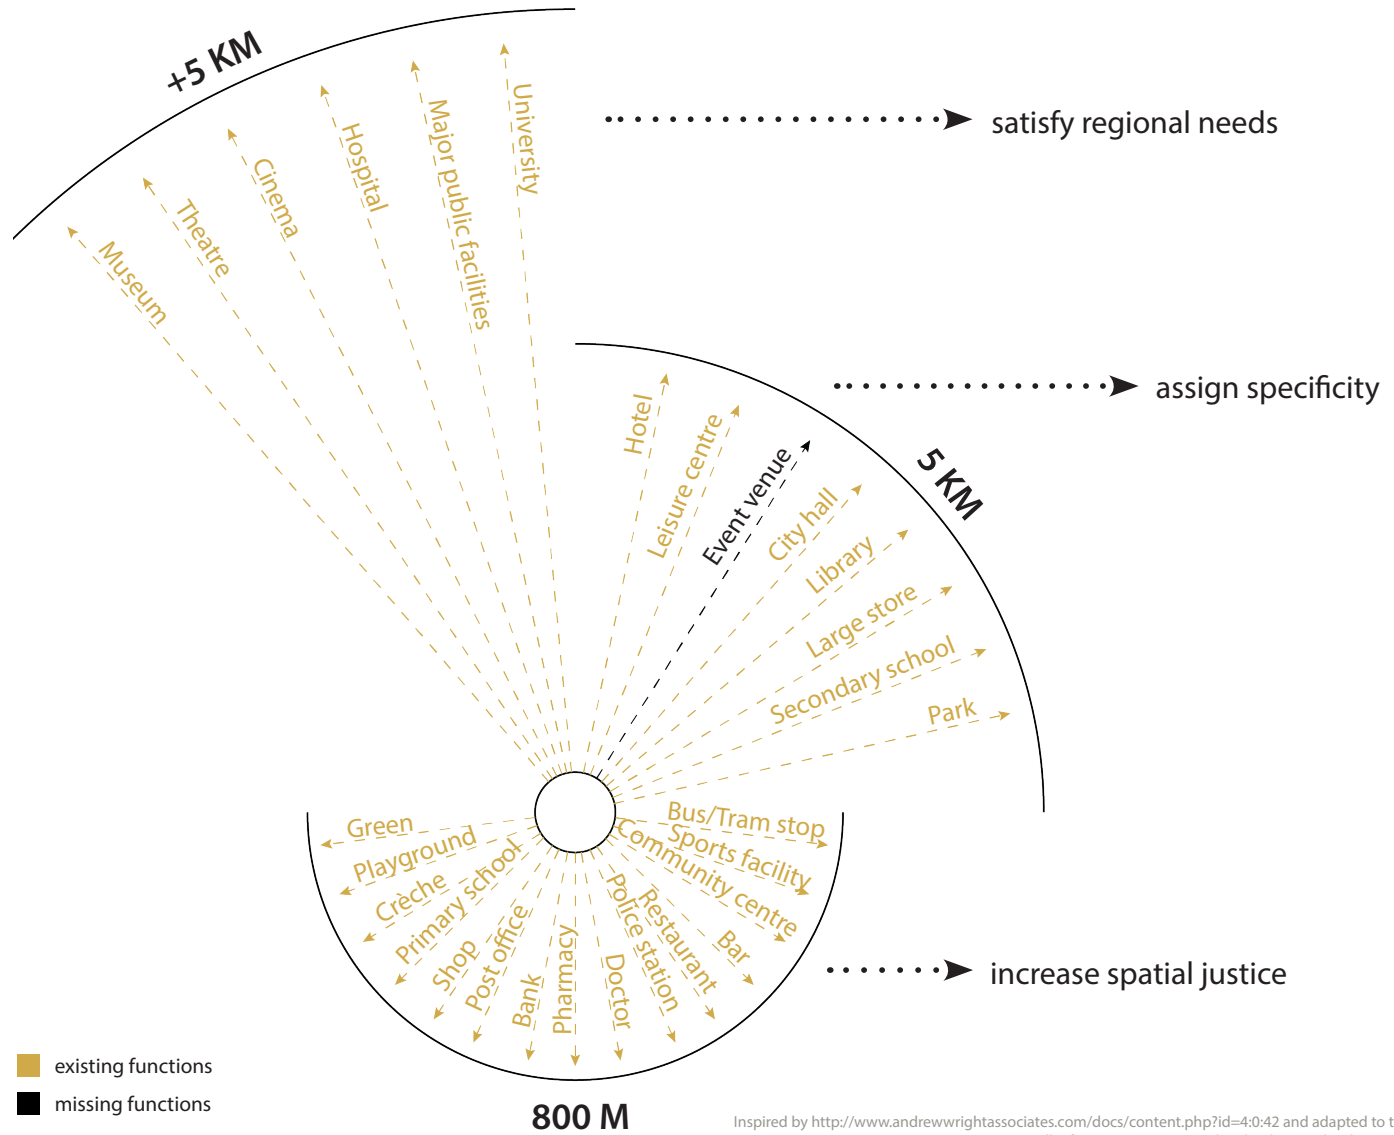 +5 KM
Museum
Theatre
Cinema
Hospital
Major public facilities
University
satisfy regional needs
Hotel
Leisure centre
Event venue
City hall
Library
Large store
Secondary school
Park
5 KM
assign specificity
Green
Playground
Crèche
Primary school
Shop
Post office
Bank
Pharmacy
Doctor
Police station
Restaurant
Bar
Community centre
Sports facility
Bus/Tram stop
increase spatial justice
existing functions
missing functions
800 M
Inspired by http://www.andrewwrightassociates.com/docs/content.php?id=4:0:42 and adapted to t